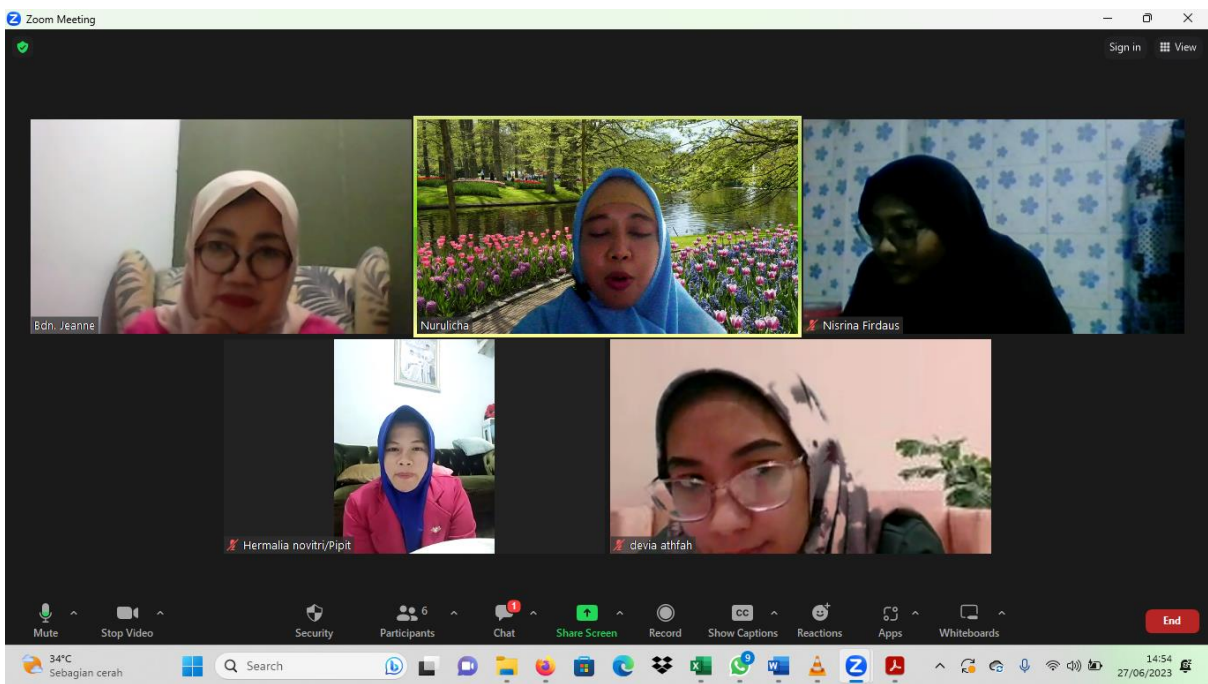 Zoom Meeting
Sign in
View
Bdn. Jeanne
Nurulicha
Nisrina Firdaus
Hermalia novitri/Pipit
devia athfah
Mute
Stop Video
Security
6
Participants
1
Chat
Share Screen
Record
CC
Show Captions
Reactions
Apps
Whiteboards
End
34°C
Sebagian cerah
Search
9
14:54
27/06/2023